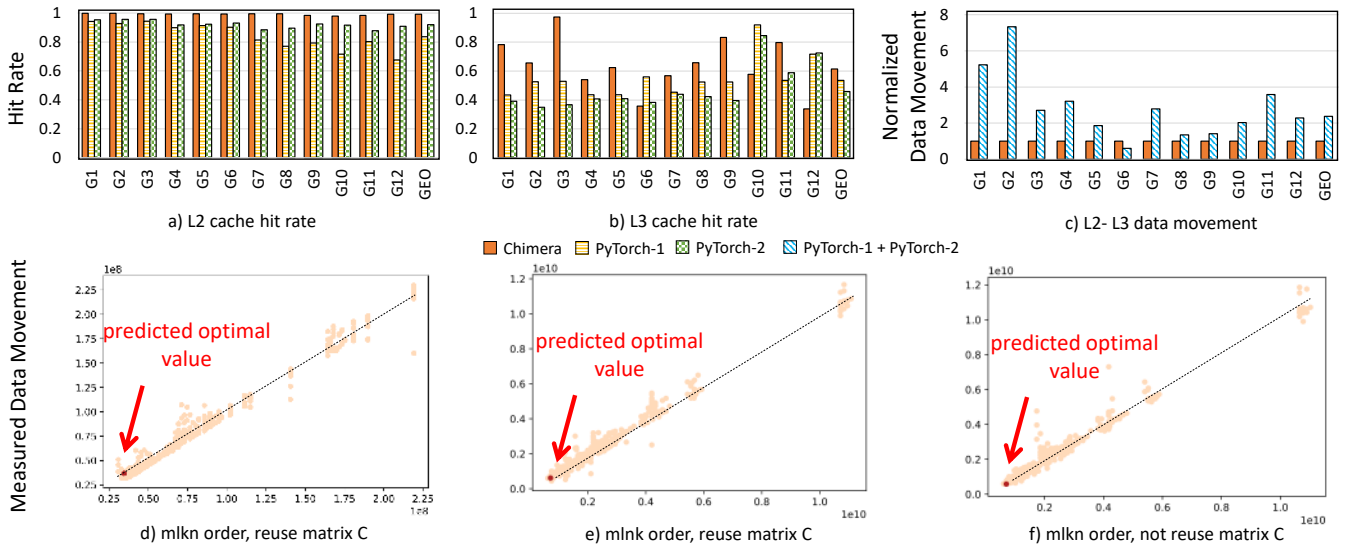 Hit Rate
1
0.8
0.6
0.4
0.2
0
G1
G2
G3
G4
G5
G6
G7
G8
G9
G10
G11
G12
GEO
a) L2 cache hit rate
1
0.8
0.6
0.4
0.2
0
G1
G2
G3
G4
G5
G6
G7
G8
G9
G10
G11
G12
GEO
b) L3 cache hit rate
Normalized
Data Movement
8
6
4
2
0
G1
G2
G3
G4
G5
G6
G7
G8
G9
G10
G11
G12
GEO
c) L2- L3 data movement
Chimera PyTorch-1 PyTorch-2 PyTorch-1 + PyTorch-2
Measured Data Movement
1e8
2.25
2.00
1.75
1.50
1.25
1.00
0.75
0.50
0.25
predicted optimal
value
0.25 0.50 0.75 1.00 1.25 1.50 1.75 2.00 2.25
1e8
d) mlkn order, reuse matrix C
1e10
1.2
1.0
0.8
0.6
0.4
0.2
0.0
predicted optimal
value
0.2 0.4 0.6 0.8 1.0
1e10
e) mlnk order, reuse matrix C
1e10
1.2
1.0
0.8
0.6
0.4
0.2
0.0
predicted optimal
value
0.2 0.4 0.6 0.8 1.0
1e10
f) mlkn order, not reuse matrix C